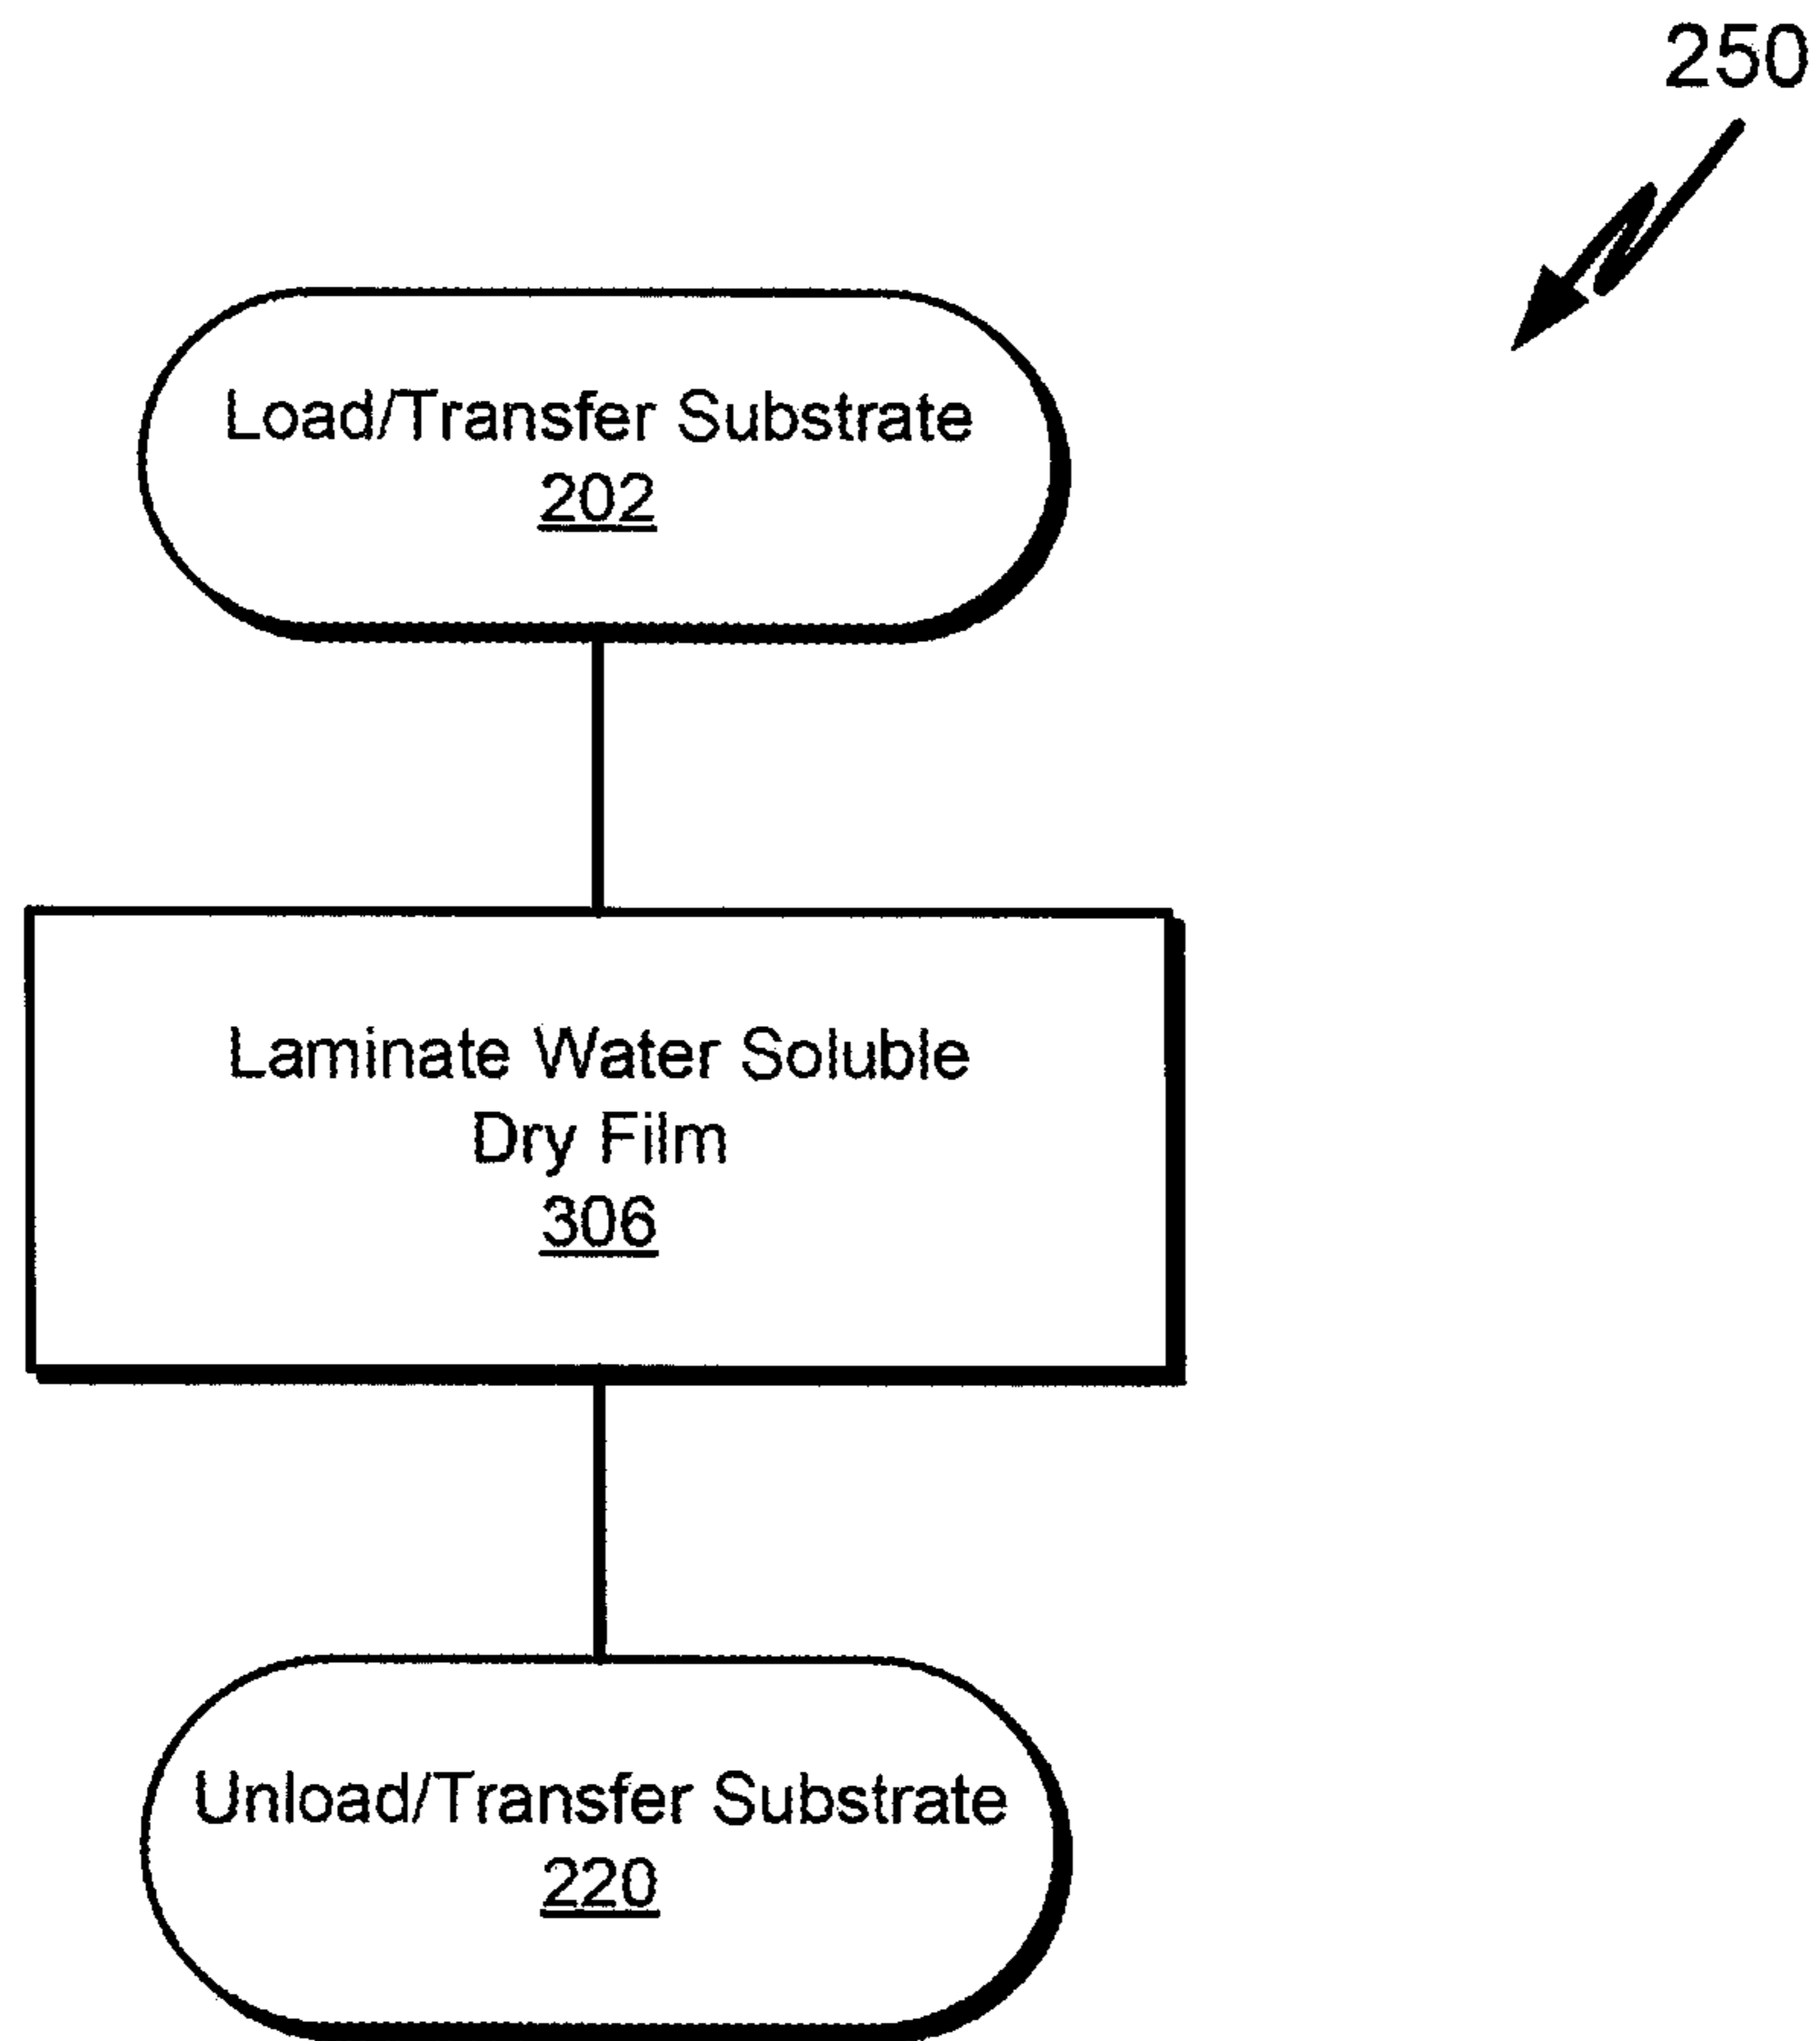 250
Load/Transfer Substrate
202
Laminate Water Soluble
Dry Film
306
Unload/Transfer Substrate
220